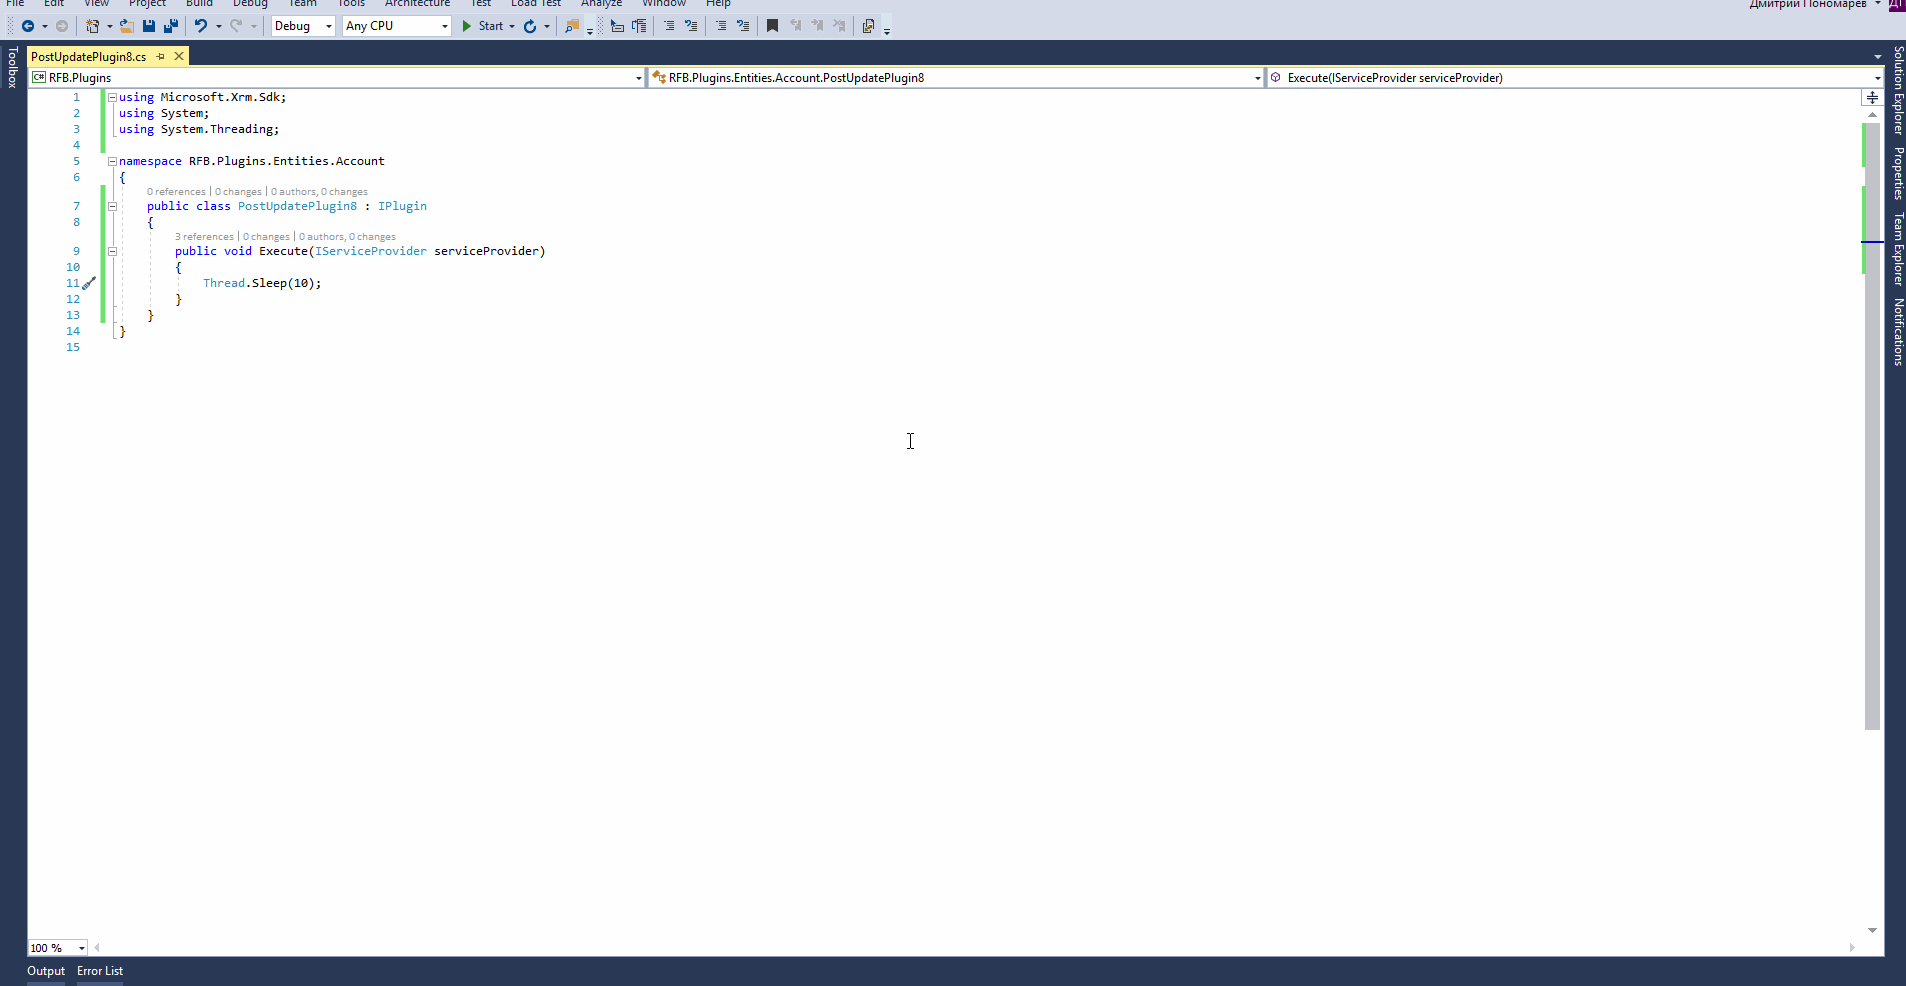 File Edit View Project Build Debug Team Tools Architecture Test Load Test Analyze Window Help Дмитрий Пономарев ДП
Debug Any CPU Start
Toolbox
PostUpdatePlugin8.cs
C# RFB.Plugins RFB.Plugins.Entities.Account.PostUpdatePlugin8 Execute(IServiceProvider serviceProvider)
1 using Microsoft.Xrm.Sdk;
2 using System;
3 using System.Threading;
4
5 namespace RFB.Plugins.Entities.Account
6 {
0 references | 0 changes | 0 authors, 0 changes
7 public class PostUpdatePlugin8 : IPlugin
8 {
3 references | 0 changes | 0 authors, 0 changes
9 public void Execute(IServiceProvider serviceProvider)
10 {
11 Thread.Sleep(10);
12 }
13 }
14 }
15
Solution Explorer
Properties
Team Explorer
Notifications
100 %
Output Error List